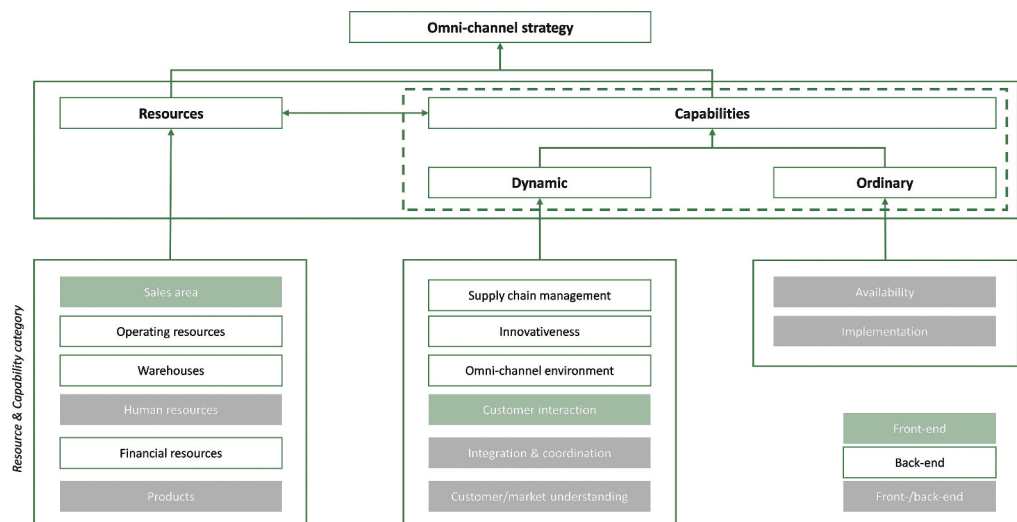 Omni-channel strategy
Resources
Capabilities
Dynamic
Ordinary
Resource & Capability category
Sales area
Operating resources
Warehouses
Human resources
Financial resources
Products
Supply chain management
Innovativeness
Omni-channel environment
Customer interaction
Integration & coordination
Customer/market understanding
Availability
Implementation
Front-end
Back-end
Front-/back-end